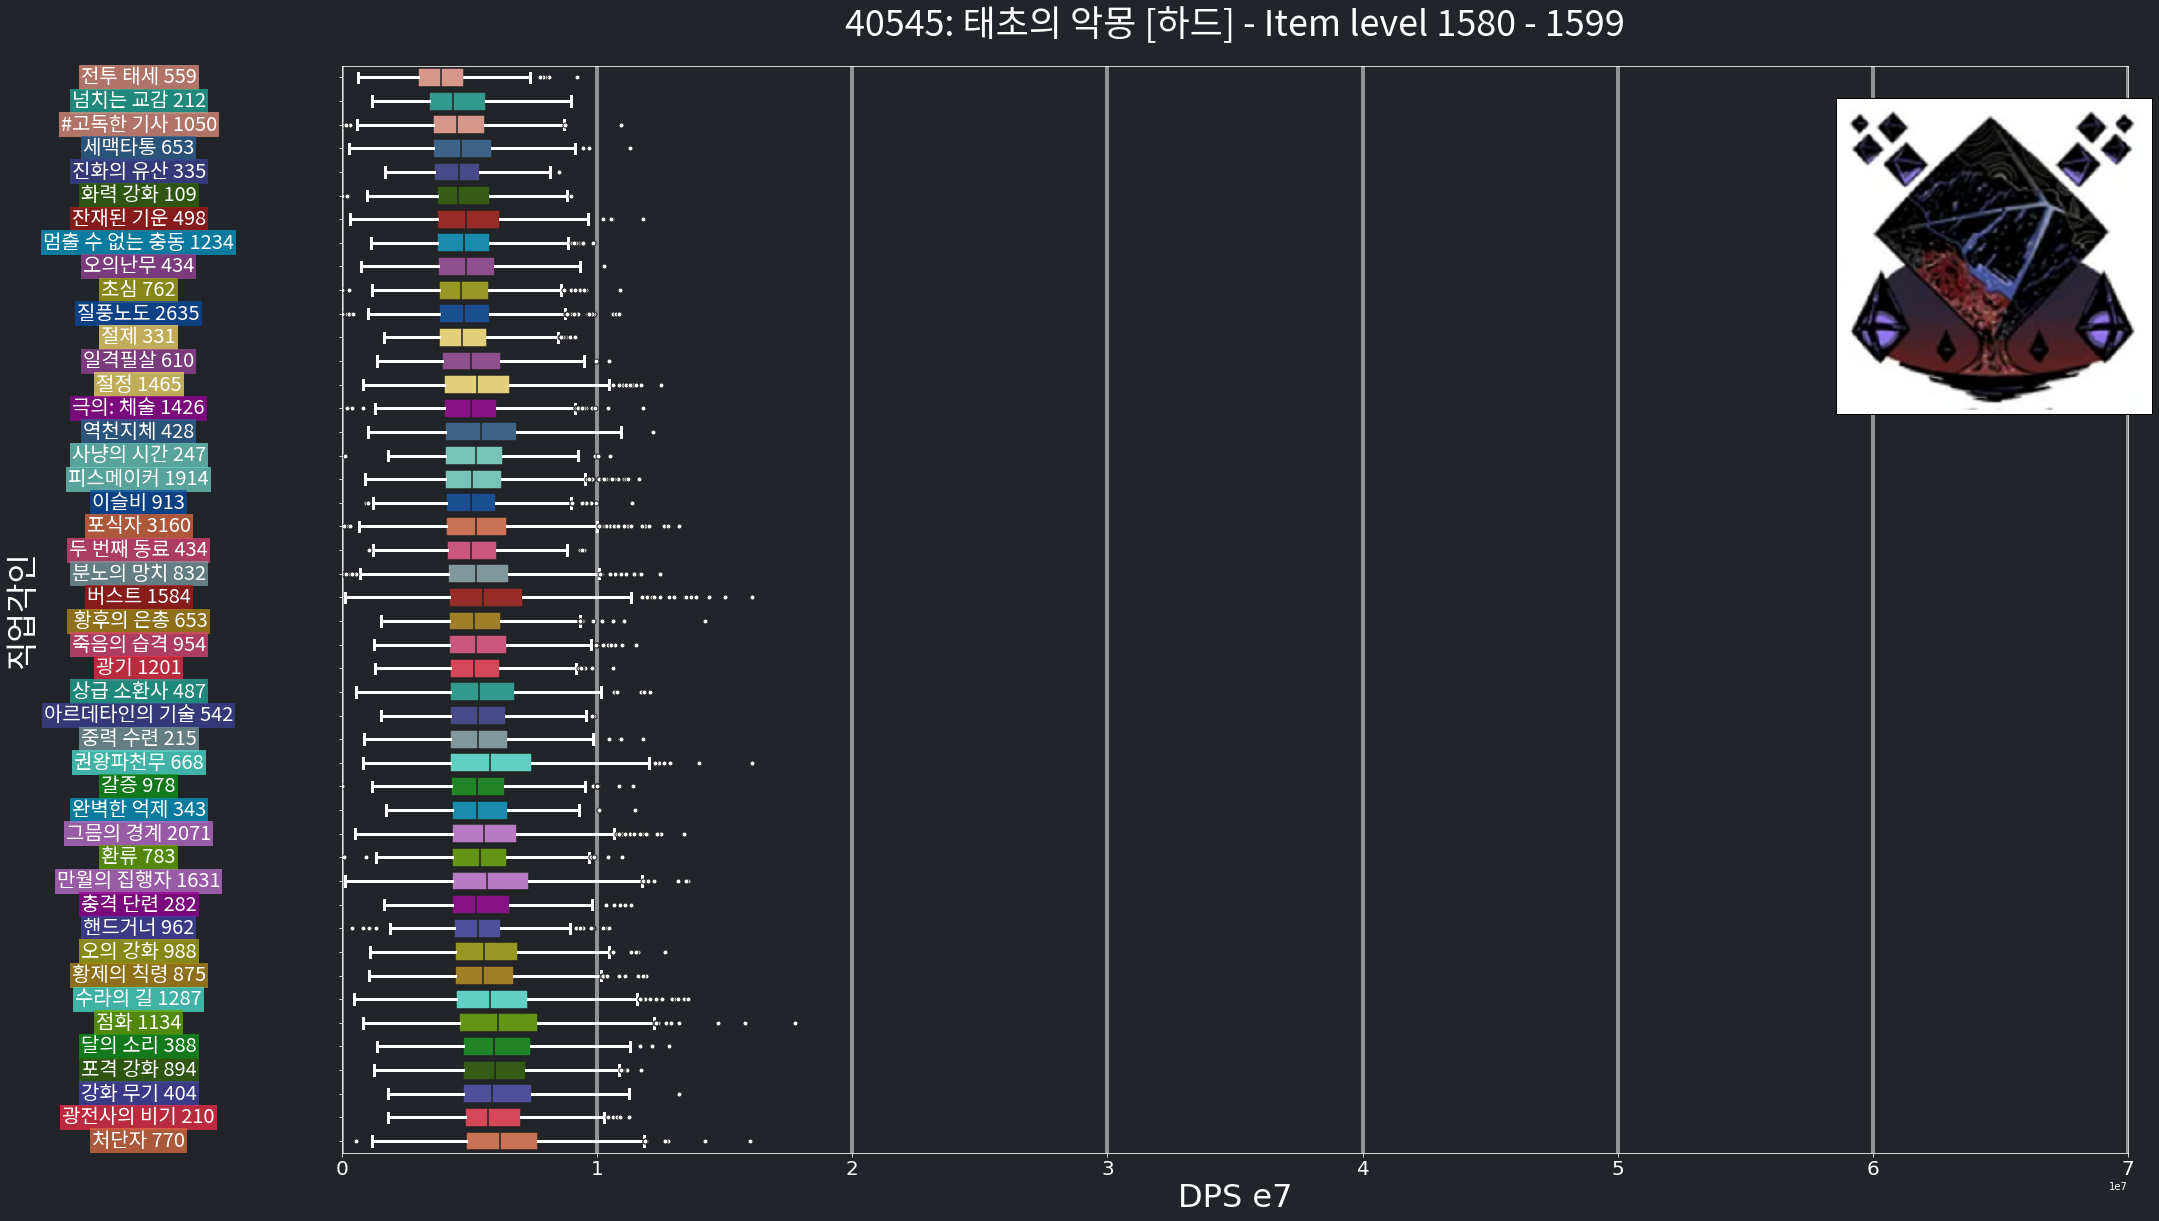 40545: 태초의 악몽 [하드] - Item level 1580 - 1599
전투 태세 559
넘치는 교감 212
#고독한 기사 1050
세맥타통 653
진화의 유산 335
화력 강화 109
잔재된 기운 498
멈출 수 없는 충동 1234
오의난무 434
초심 762
질풍노도 2635
절제 331
일격필살 610
절정 1465
극의: 체술 1426
역천지체 428
사냥의 시간 247
피스메이커 1914
이슬비 913
포식자 3160
두 번째 동료 434
분노의 망치 832
버스트 1584
황후의 은총 653
죽음의 습격 954
광기 1201
상급 소환사 487
아르데타인의 기술 542
중력 수련 215
권왕파천무 668
갈증 978
완벽한 억제 343
그믐의 경계 2071
환류 783
만월의 집행자 1631
충격 단련 282
핸드거너 962
오의 강화 988
황제의 칙령 875
수라의 길 1287
점화 1134
달의 소리 388
포격 강화 894
강화 무기 404
광전사의 비기 210
처단자 770
직업각인
0 1 2 3 4 5 6 7
1e7
DPS e7